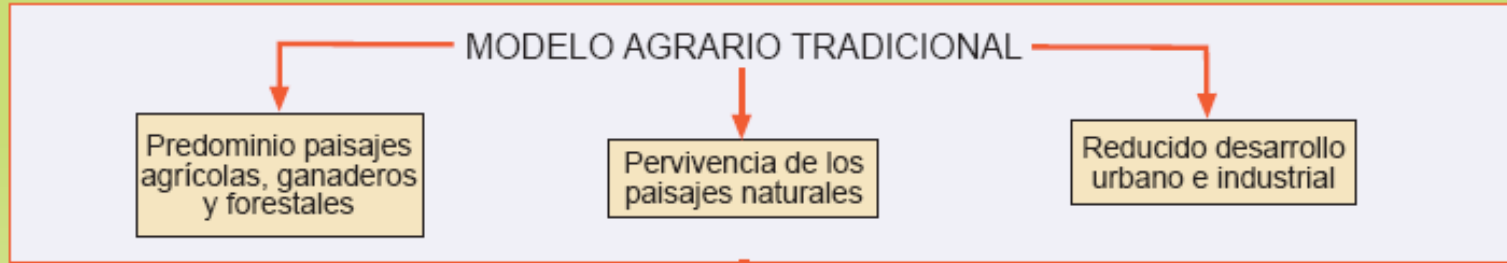 MODELO AGRARIO TRADICIONAL
Predominio paisajes
agrícolas, ganaderos
y forestales
Pervivencia de los
paisajes naturales
Reducido desarrollo
urbano e industrial